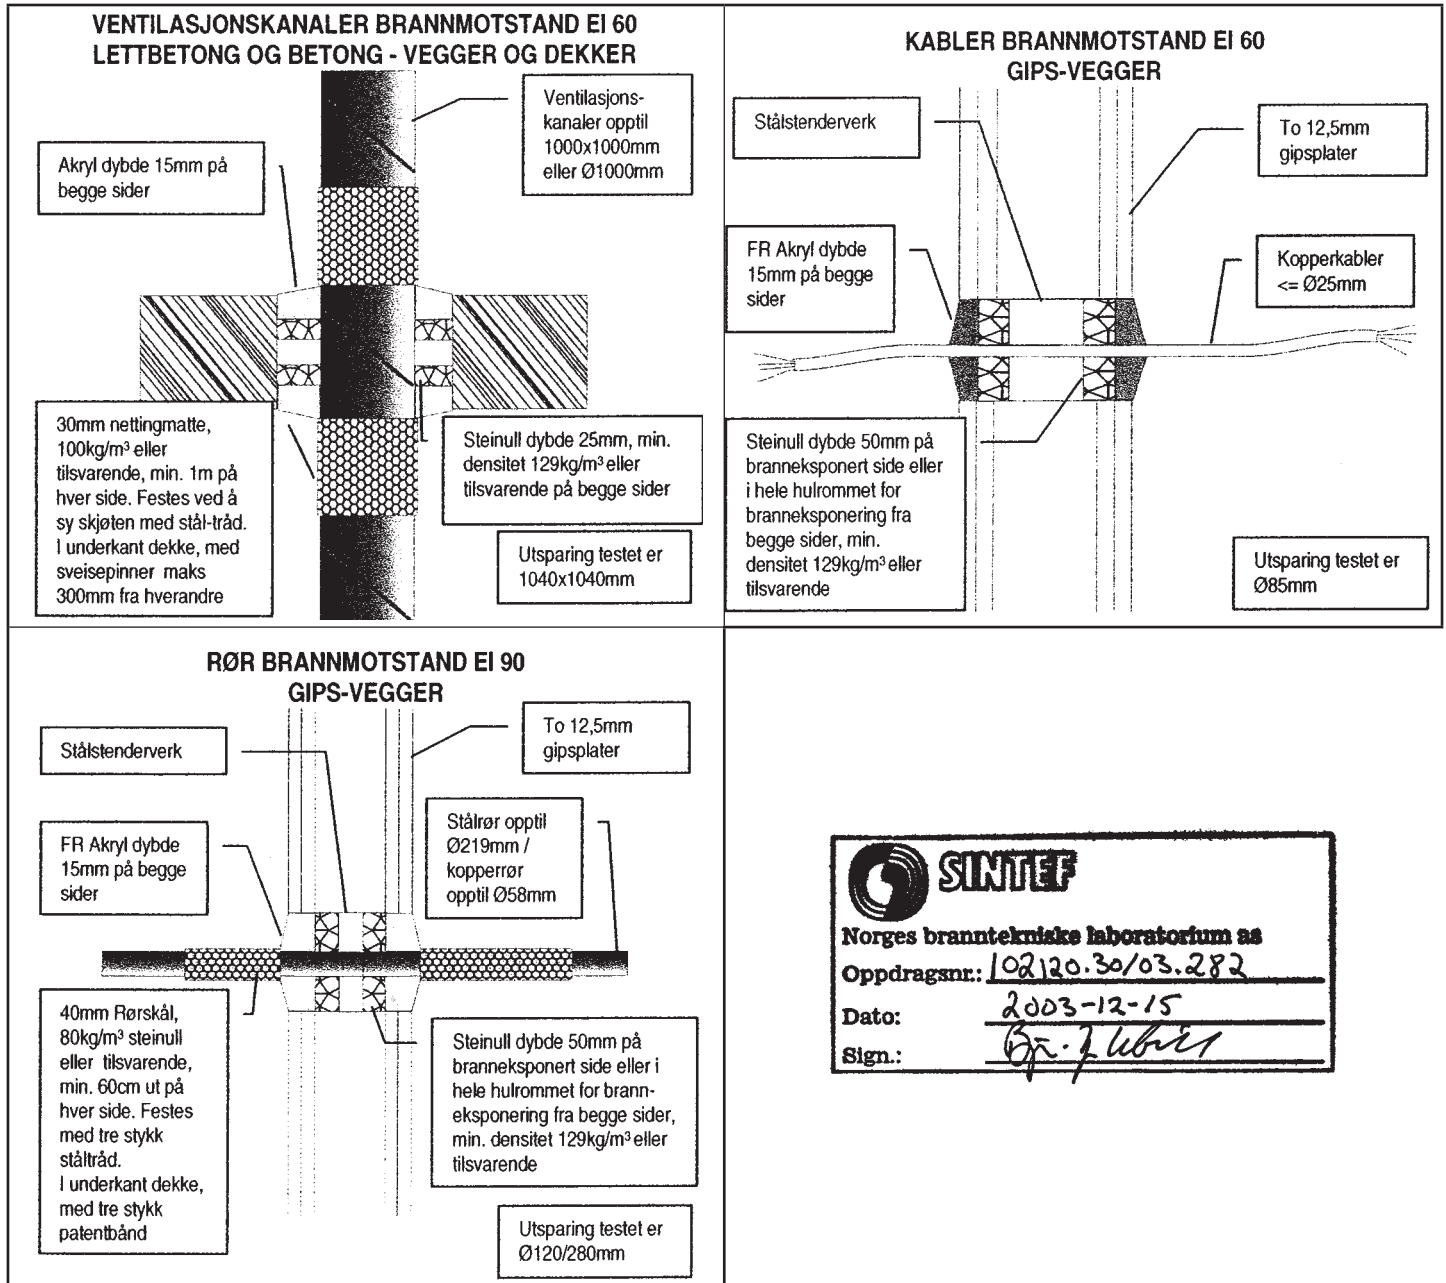 VENTILASJONSKANALER BRANNMOTSTAND EI 60
LETTBETONG OG BETONG - VEGGER OG DEKKER
Ventilasjons-
kanaler opptil
1000x1000mm
eller Ø1000mm
Akryl dybde 15mm på
begge sider
30mm nettingmatte,
100kg/m³ eller
tilsvarende, min. 1m på
hver side. Festes ved å
sy skjøten med stål-tråd.
I underkant dekke, med
sveisepinner maks
300mm fra hverandre
Steinull dybde 25mm, min.
densitet 129kg/m³ eller
tilsvarende på begge sider
Utsparing testet er
1040x1040mm
KABLER BRANNMOTSTAND EI 60
GIPS-VEGGER
Stålstenderverk
To 12,5mm
gipsplater
FR Akryl dybde
15mm på begge
sider
Kopperkabler
<= Ø25mm
Steinull dybde 50mm på
branneksponert side eller
i hele hulrommet for
branneksponering fra
begge sider, min.
densitet 129kg/m³ eller
tilsvarende
Utsparing testet er
Ø85mm
RØR BRANNMOTSTAND EI 90
GIPS-VEGGER
To 12,5mm
gipsplater
Stålstenderverk
Stålrør opptil
Ø219mm /
kopperrør
opptil Ø58mm
FR Akryl dybde
15mm på begge
sider
40mm Rørskål,
80kg/m³ steinull
eller tilsvarende,
min. 60cm ut på
hver side. Festes
med tre stykk
ståltråd.
I underkant dekke,
med tre stykk
patentbånd
Steinull dybde 50mm på
branneksponert side eller i
hele hulrommet for brann-
eksponering fra begge sider,
min. densitet 129kg/m³ eller
tilsvarende
Utsparing testet er
Ø120/280mm
SINTEF
Norges branntekniske laboratorium as
Oppdragsnr.: 102120.30/03.282
Dato: 2003-12-15
Sign.: